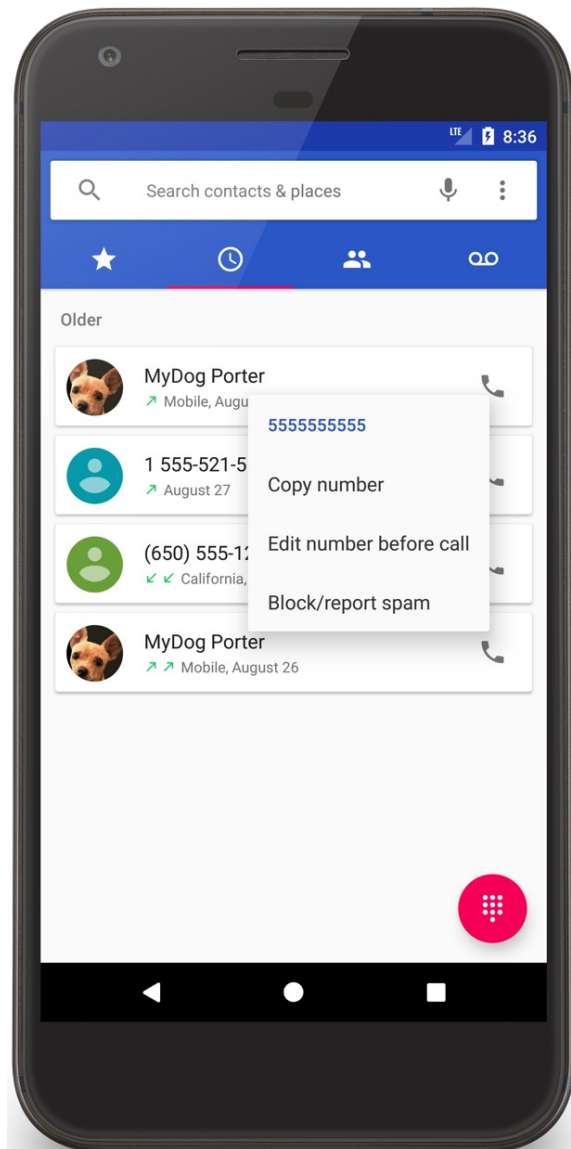 LTE 8:36
Search contacts & places
Older
MyDog Porter
Mobile,
5555555555
1 555-521-5
August 27
Copy number
Edit number before call
(650) 555-12
California,
Block/report spam
MyDog Porter
Mobile, August 26